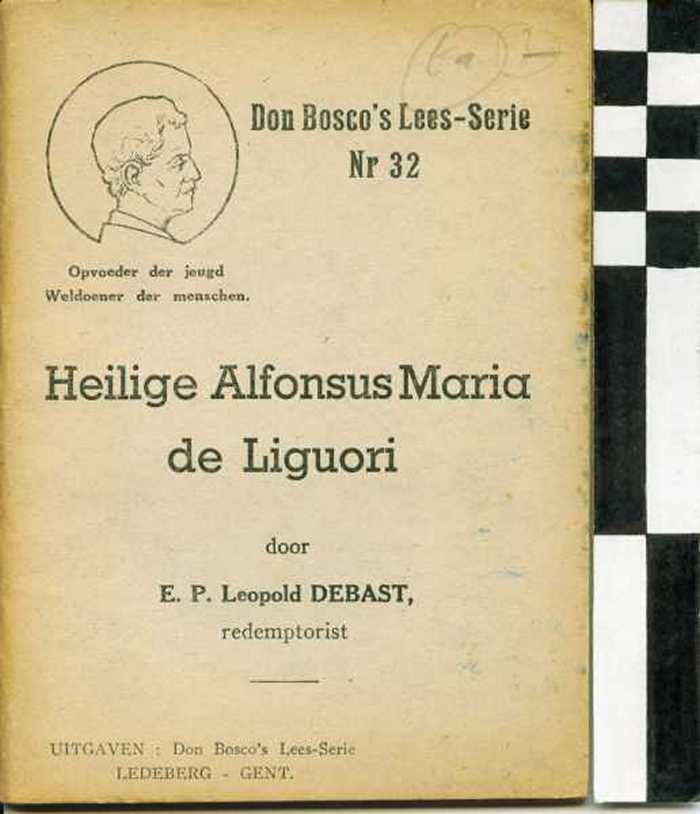 Don Bosco's Lees-Serie
Nr 32
Opvoeder der jeugd
Weldoener der menschen.
Heilige Alfonsus Maria
de Liguori
door
E. P. Leopold DEBAST,
redemptorist
UITGAVEN : Don Bosco's Lees-Serie
LEDEBERG - GENT.